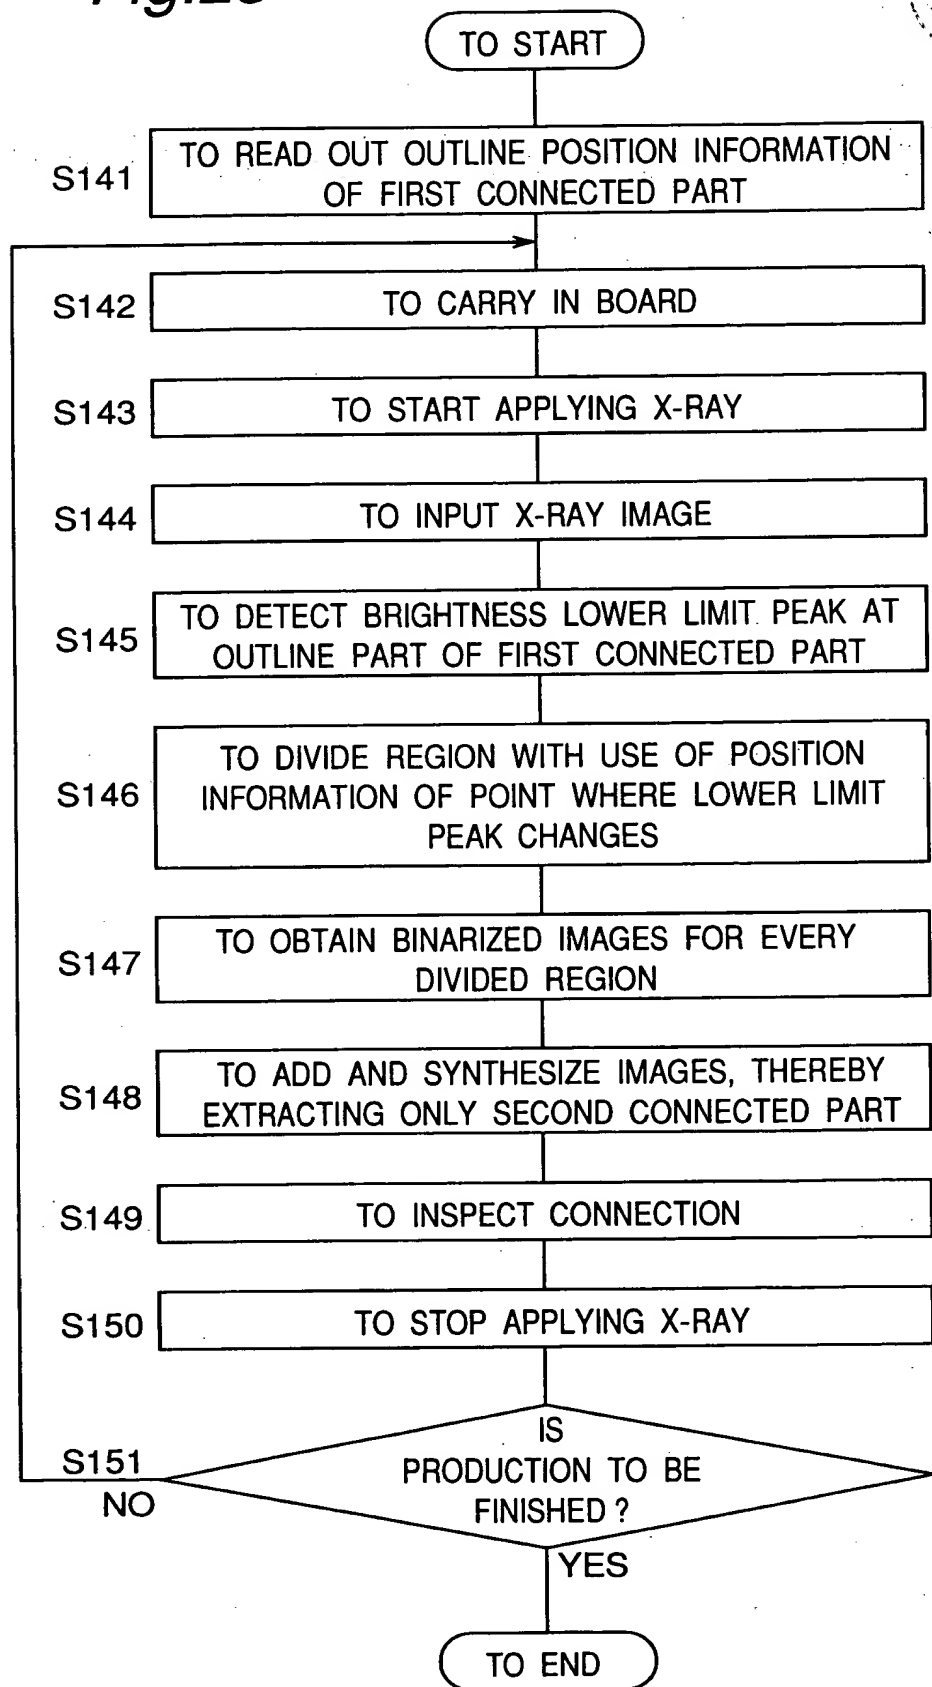 TO START
S141
TO READ OUT OUTLINE POSITION INFORMATION
OF FIRST CONNECTED PART
S142
TO CARRY IN BOARD
S143
TO START APPLYING X-RAY
S144
TO INPUT X-RAY IMAGE
S145
TO DETECT BRIGHTNESS LOWER LIMIT PEAK AT
OUTLINE PART OF FIRST CONNECTED PART
S146
TO DIVIDE REGION WITH USE OF POSITION
INFORMATION OF POINT WHERE LOWER LIMIT
PEAK CHANGES
S147
TO OBTAIN BINARIZED IMAGES FOR EVERY
DIVIDED REGION
S148
TO ADD AND SYNTHESIZE IMAGES, THEREBY
EXTRACTING ONLY SECOND CONNECTED PART
S149
TO INSPECT CONNECTION
S150
TO STOP APPLYING X-RAY
S151
IS
PRODUCTION TO BE
FINISHED ?
NO
YES
TO END